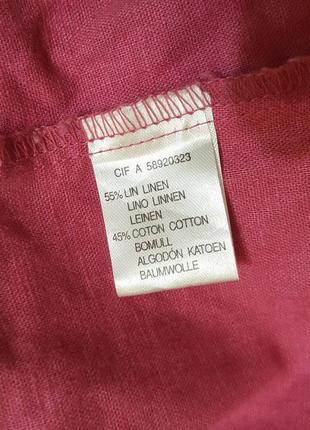 CIF A 58920323
55% LIN LINEN
LINO LINNEN
LEINEN
45% COTON COTTON
BOMULL
ALGODÓN KATOEN
BAUMWOLLE